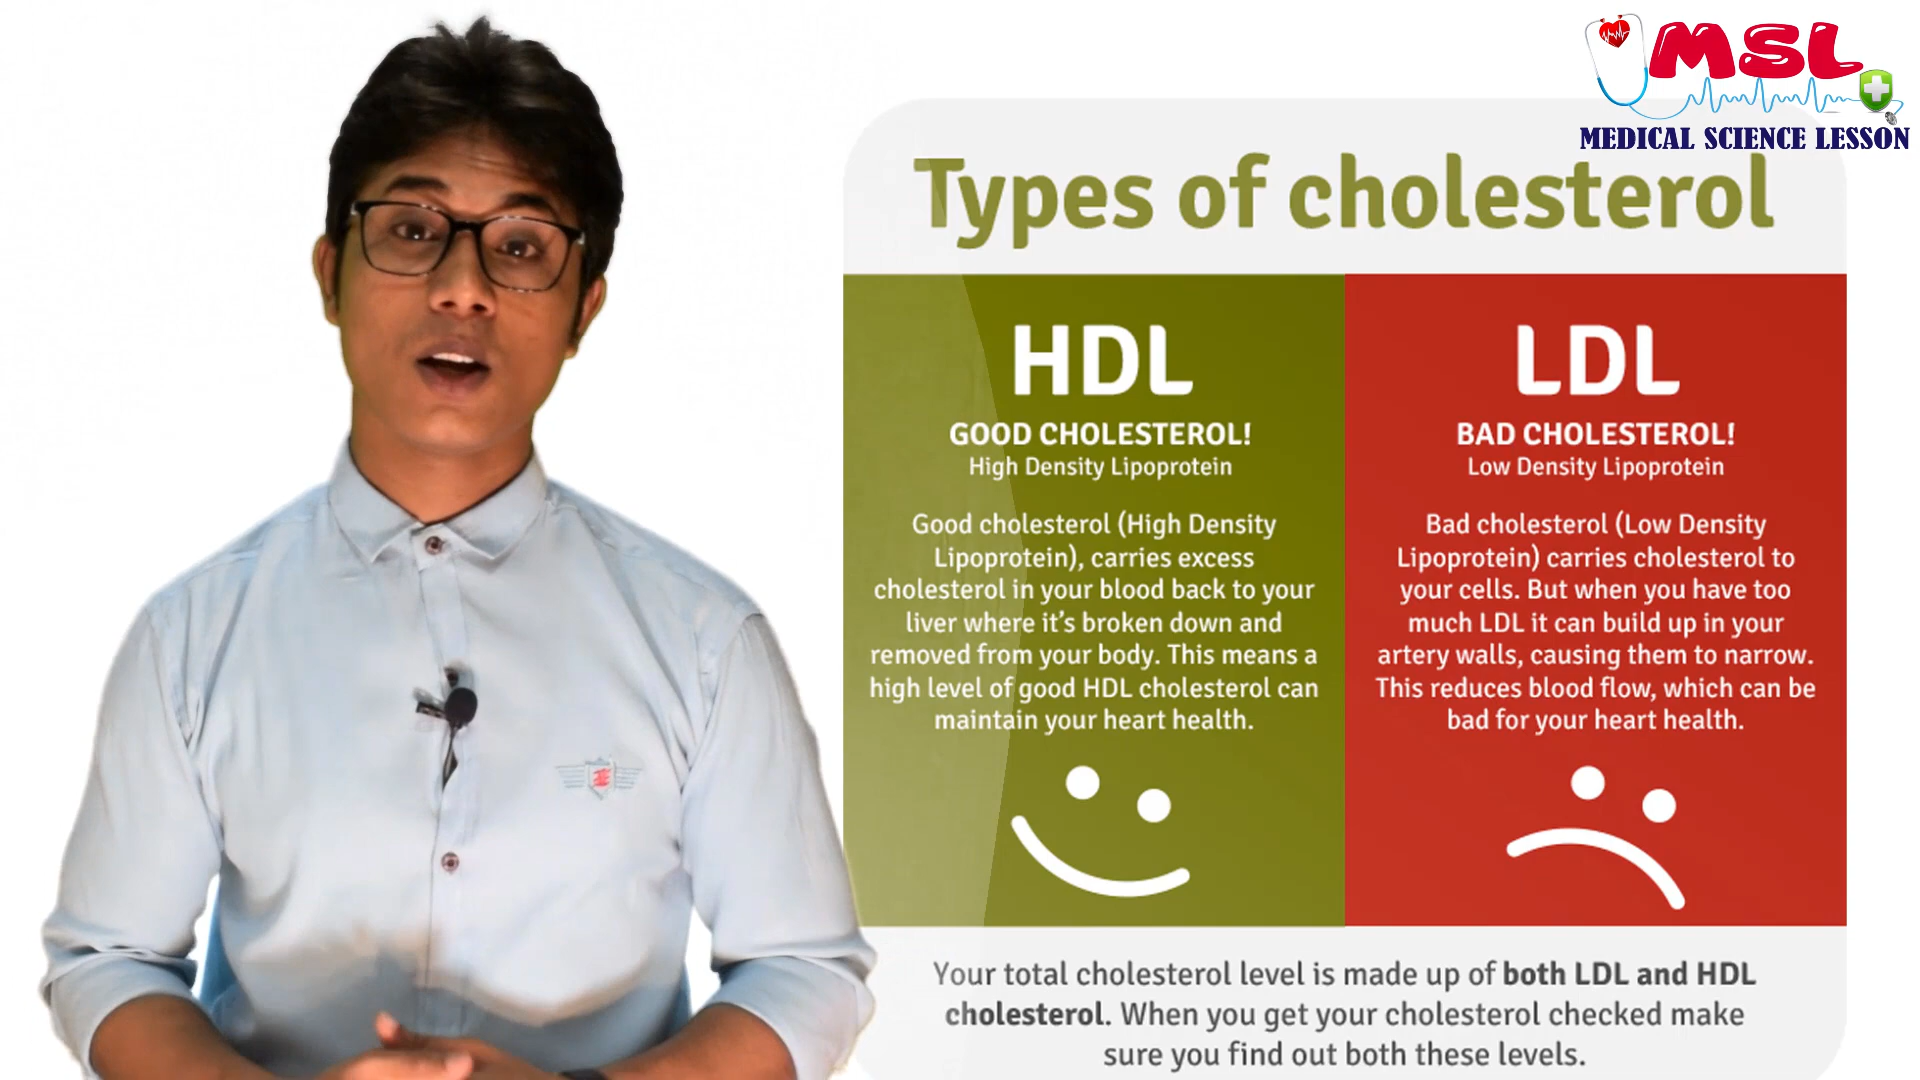 MSL
MEDICAL SCIENCE LESSON
Types of cholesterol
HDL
GOOD CHOLESTEROL!
High Density Lipoprotein
Good cholesterol (High Density
Lipoprotein), carries excess
cholesterol in your blood back to your
liver where it’s broken down and
removed from your body. This means a
high level of good HDL cholesterol can
maintain your heart health.
LDL
BAD CHOLESTEROL!
Low Density Lipoprotein
Bad cholesterol (Low Density
Lipoprotein) carries cholesterol to
your cells. But when you have too
much LDL it can build up in your
artery walls, causing them to narrow.
This reduces blood flow, which can be
bad for your heart health.
Your total cholesterol level is made up of both LDL and HDL
cholesterol. When you get your cholesterol checked make
sure you find out both these levels.